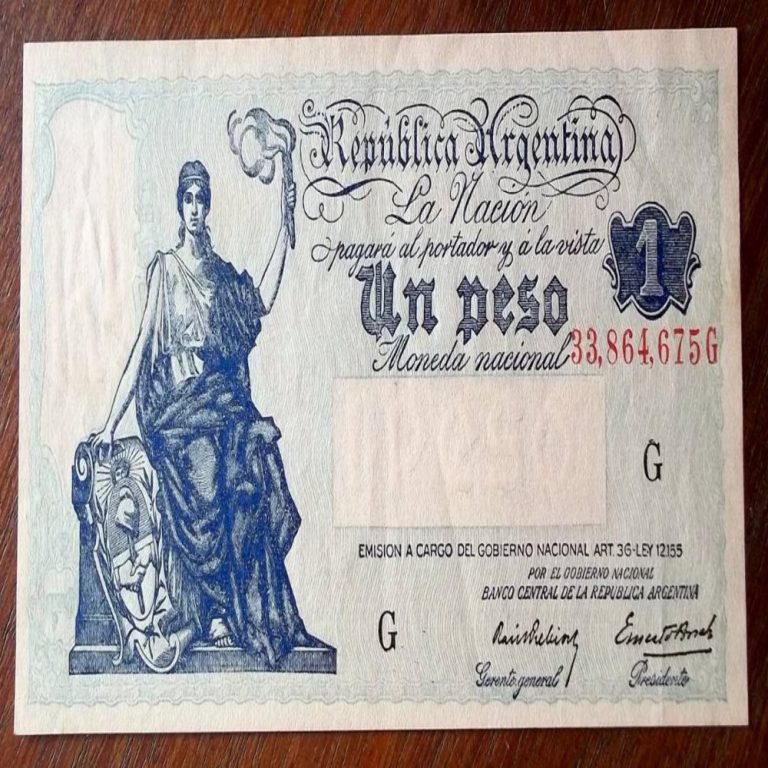 República Argentina
La Nación
pagará al portador y á la vista
1
Un peso
Moneda nacional
33,864,675G
G
EMISION A CARGO DEL GOBIERNO NACIONAL ART. 36-LEY 12.155
POR EL GOBIERNO NACIONAL
BANCO CENTRAL DE LA REPUBLICA ARGENTINA
G
Gerente general
Presidente